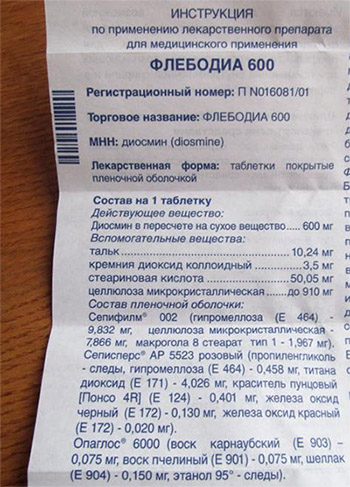 ИНСТРУКЦИЯ
по применению лекарственного препарата
для медицинского применения
ФЛЕБОДИА 600
Регистрационный номер: П N016081/01
Торговое название: ФЛЕБОДИА 600
МНН: диосмин (diosmine)
Лекарственная форма: таблетки покрытые
пленочной оболочкой
Состав на 1 таблетку
Действующее вещество:
Диосмин в пересчете на сухое вещество..... 600 мг
Вспомогательные вещества:
тальк ................ 10,24 мг
кремния диоксид коллоидный ................ 3,5 мг
стеариновая кислота ................ 50,05 мг
целлюлоза микрокристаллическая ........ до 910 мг
Состав пленочной оболочки:
Сепифилм® 002 (гипромеллоза (Е 464) -
9,832 мг, целлюлоза микрокристаллическая -
7,866 мг, макрогола 8 стеарат тип 1 - 1,967 мг).
Сеписперс® АР 5523 розовый (пропиленгликоль
- следы, гипромеллоза (Е 464) - 0,458 мг, титана
диоксид (Е 171) - 4,026 мг, краситель пунцовый
[Понсо 4R] (Е 124) - 0,401 мг, железа оксид
черный (Е 172) - 0,130 мг, железа оксид красный
(Е 172) - 0,020 мг).
Опаглос® 6000 (воск карнаубский (Е 903) –
0,075 мг, воск пчелиный (Е 901) - 0,075 мг, шеллак
(Е 904) - 0,150 мг, этанол 95° - следы).